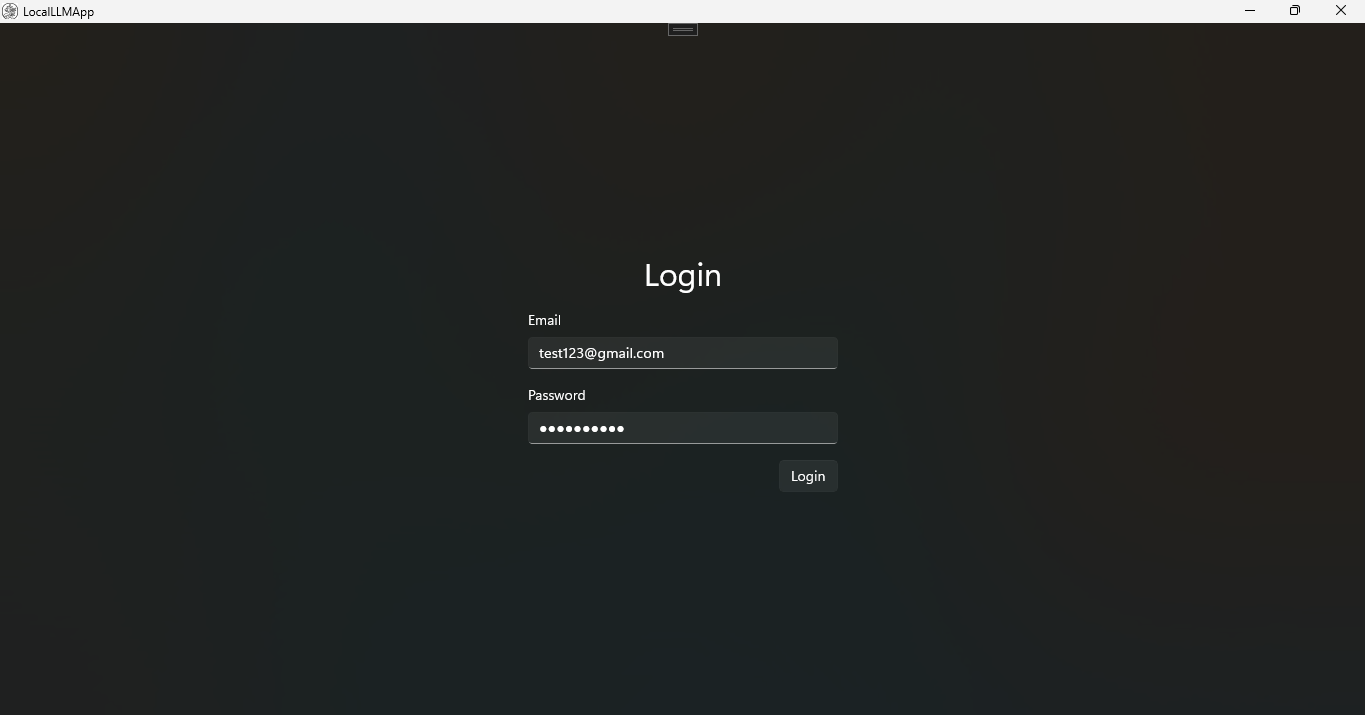 LocalLLMApp
Login
Email
test123@gmail.com
Password
••••••••••
Login